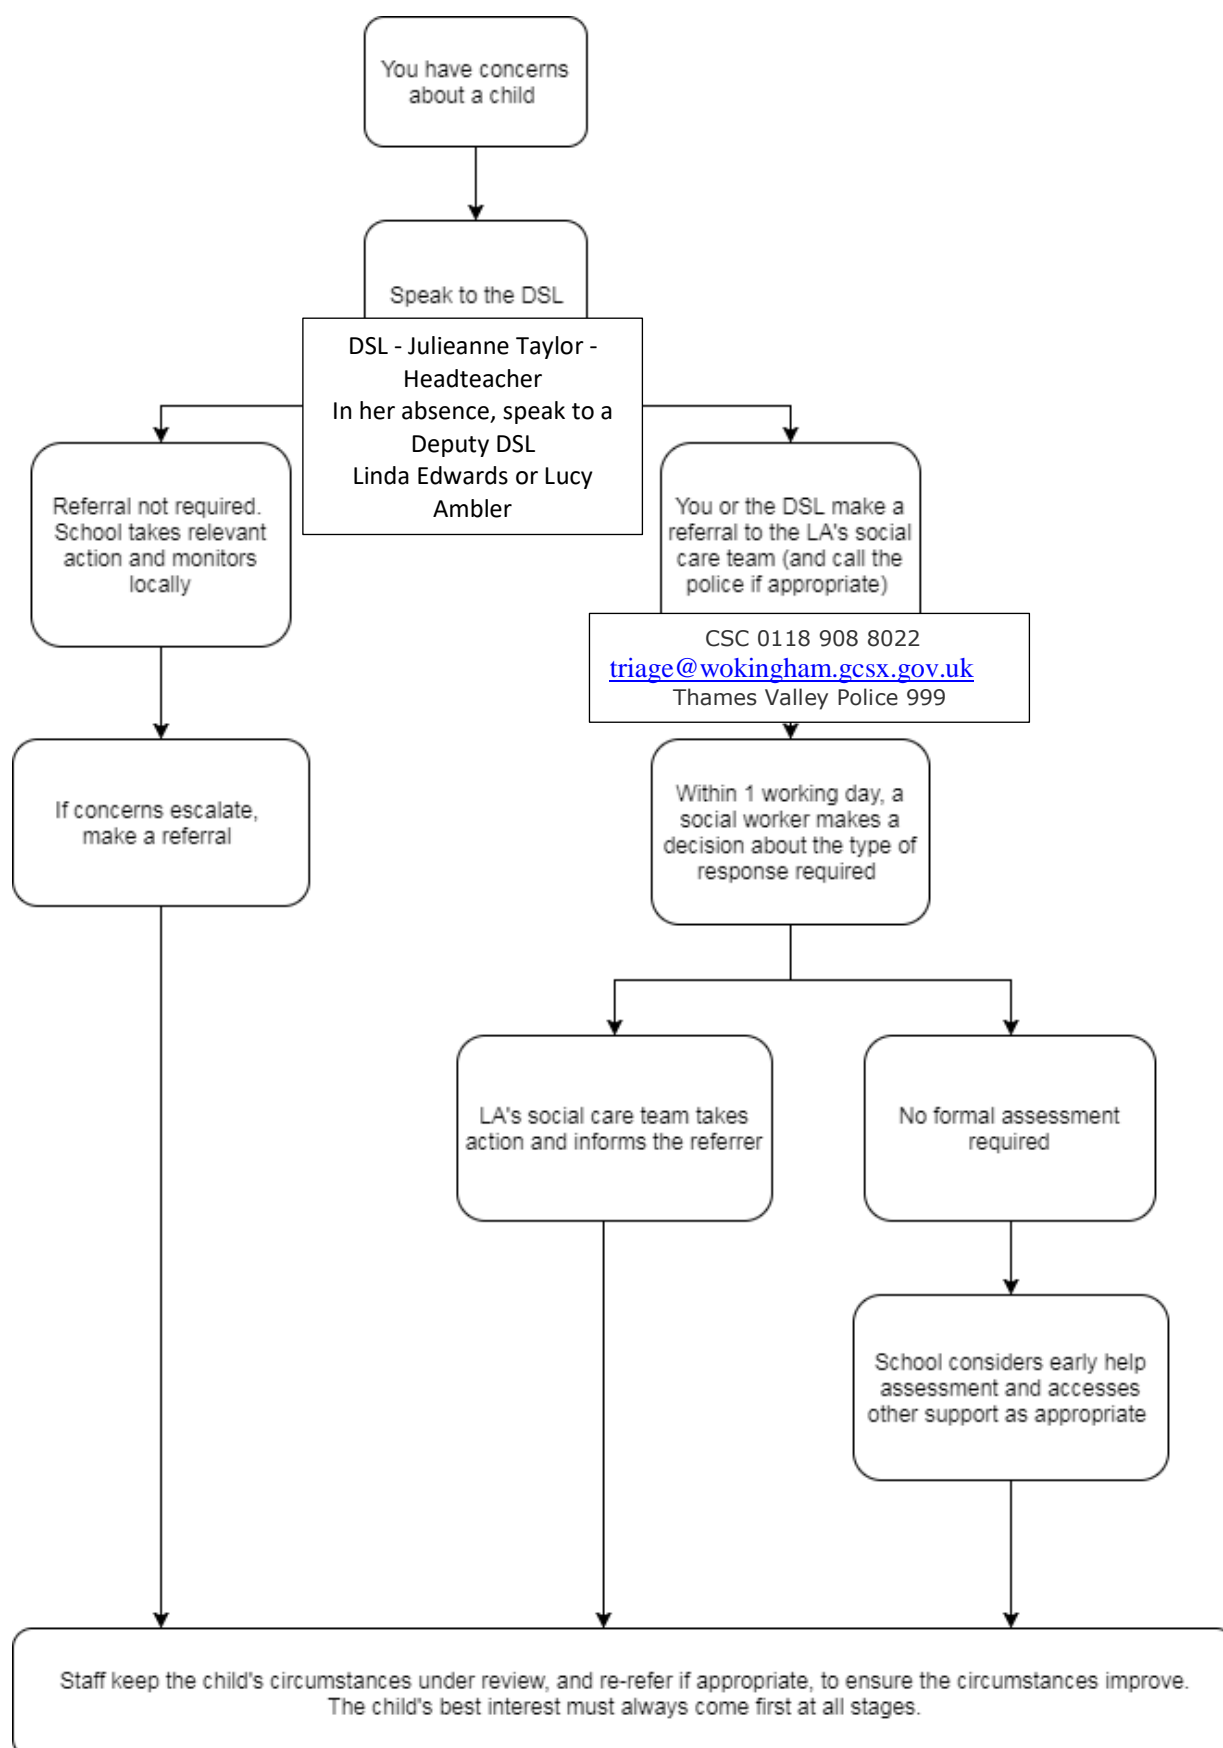 You have concerns
about a child
Speak to the DSL
DSL - Julieanne Taylor -
Headteacher
In her absence, speak to a
Deputy DSL
Linda Edwards or Lucy
Ambler
Referral not required.
School takes relevant
action and monitors
locally
You or the DSL make a
referral to the LA's social
care team (and call the
police if appropriate)
CSC 0118 908 8022
triage@wokingham.gcsx.gov.uk
Thames Valley Police 999
If concerns escalate,
make a referral
Within 1 working day, a
social worker makes a
decision about the type of
response required
LA's social care team takes
action and informs the referrer
No formal assessment
required
School considers early help
assessment and accesses
other support as appropriate
Staff keep the child's circumstances under review, and re-refer if appropriate, to ensure the circumstances improve.
The child's best interest must always come first at all stages.